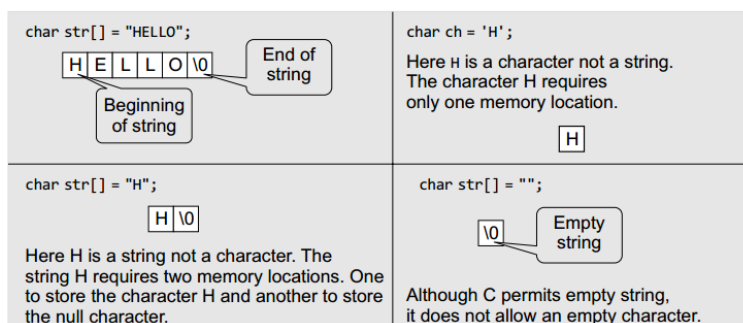 char str[] = "HELLO";
H E L L O \0
End of
string
Beginning
of string
char ch = 'H';
Here H is a character not a string.
The character H requires
only one memory location.
H
char str[] = "H";
H \0
Here H is a string not a character. The
string H requires two memory locations. One
to store the character H and another to store
the null character.
char str[] = "";
\0
Empty
string
Although C permits empty string,
it does not allow an empty character.